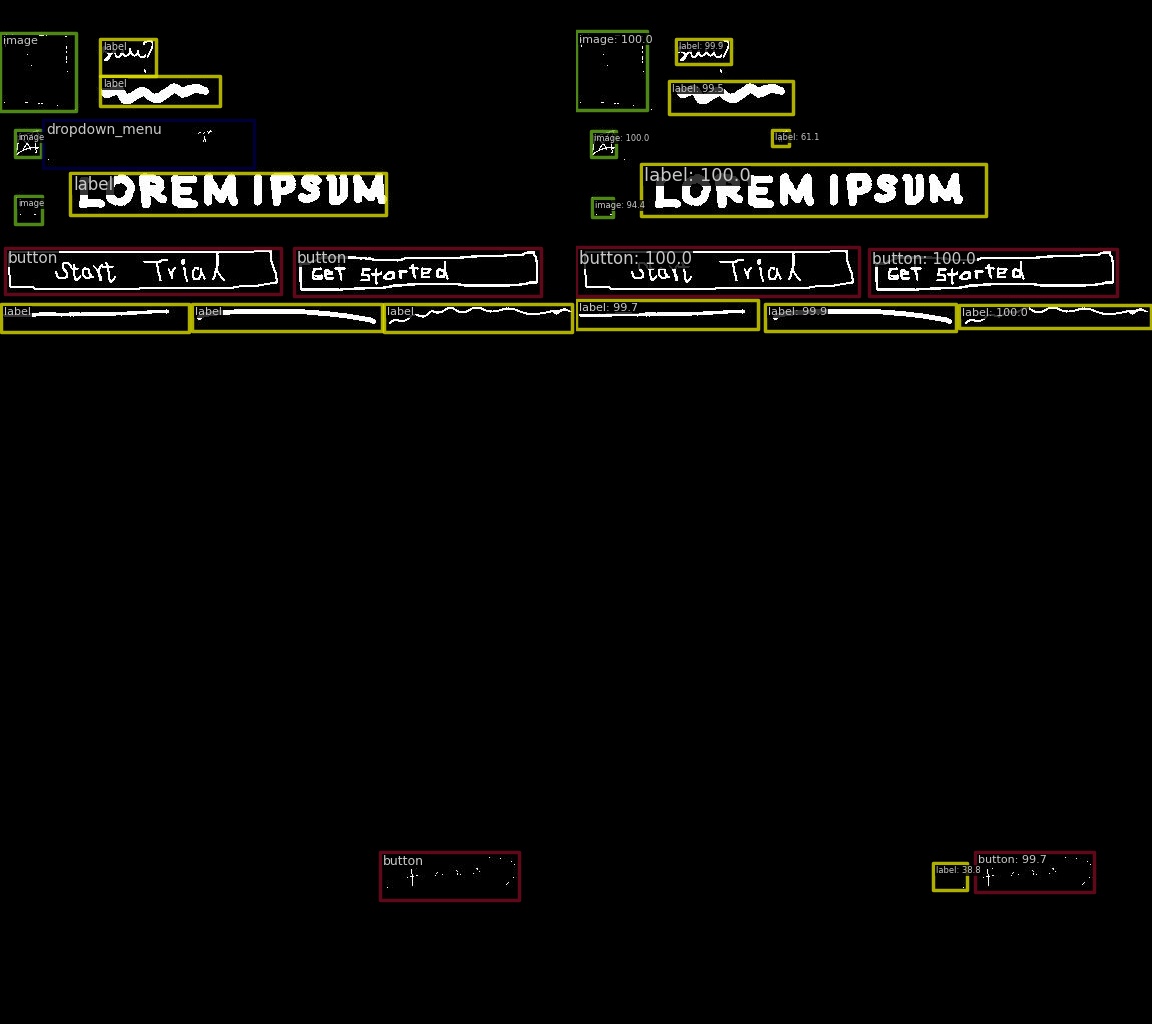 image
label
image: 100.0
label: 99.9
label
label: 99.5
dropdown_menu
image
image: 100.0
label: 61.1
label
LOREM IPSUM
label: 100.0
LOREM IPSUM
image
image: 94.4
button
Start Trial
button
GeT Started
button: 100.0
Start Trial
button: 100.0
GeT Started
label
label
label
label: 99.7
label: 99.9
label: 100.0
button
label: 38.8
button: 99.7